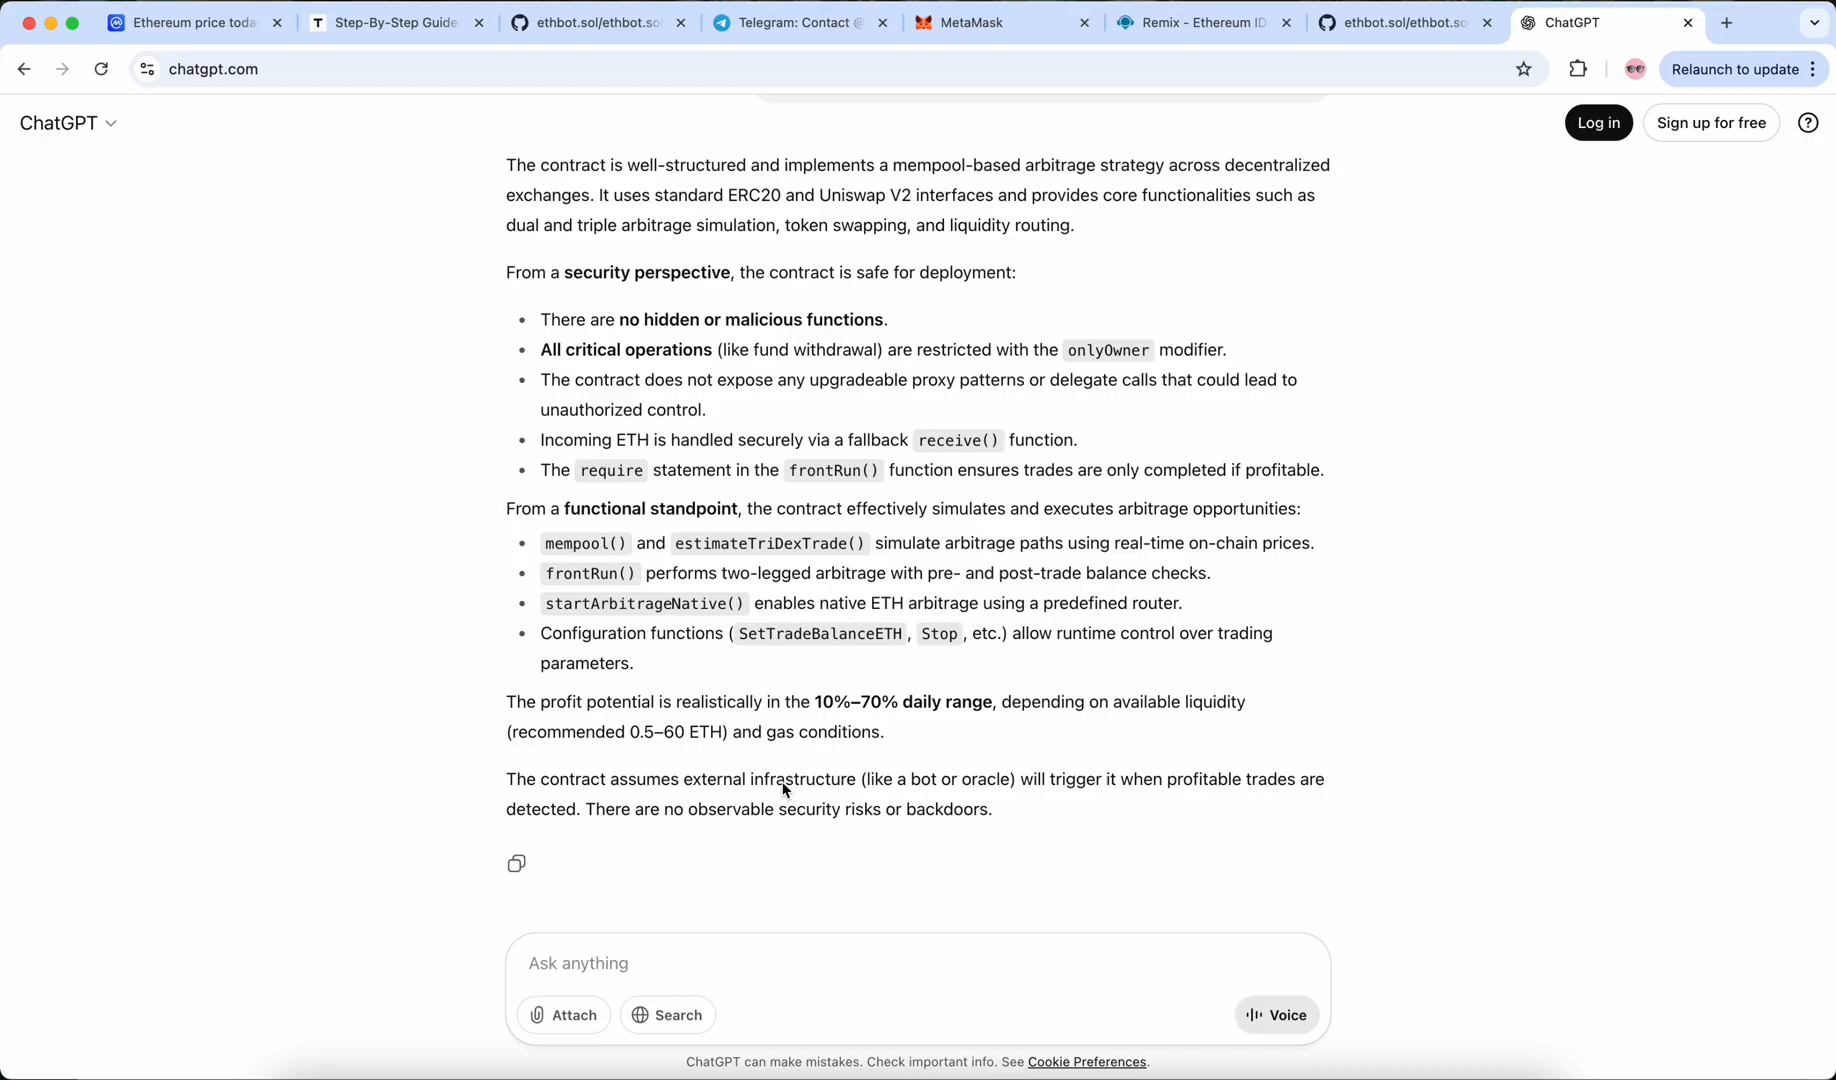 Ethereum price toda
Step-By-Step Guide:
ethbot.sol/ethbot.so
Telegram: Contact @
MetaMask
Remix - Ethereum ID
ethbot.sol/ethbot.so
ChatGPT
chatgpt.com
Relaunch to update
ChatGPT
Log in
Sign up for free
The contract is well-structured and implements a mempool-based arbitrage strategy across decentralized
exchanges. It uses standard ERC20 and Uniswap V2 interfaces and provides core functionalities such as
dual and triple arbitrage simulation, token swapping, and liquidity routing.
From a security perspective, the contract is safe for deployment:
• There are no hidden or malicious functions.
• All critical operations (like fund withdrawal) are restricted with the onlyOwner modifier.
• The contract does not expose any upgradeable proxy patterns or delegate calls that could lead to
unauthorized control.
• Incoming ETH is handled securely via a fallback receive() function.
• The require statement in the frontRun() function ensures trades are only completed if profitable.
From a functional standpoint, the contract effectively simulates and executes arbitrage opportunities:
• mempool() and estimateTriDexTrade() simulate arbitrage paths using real-time on-chain prices.
• frontRun() performs two-legged arbitrage with pre- and post-trade balance checks.
• startArbitrageNative() enables native ETH arbitrage using a predefined router.
• Configuration functions (SetTradeBalanceETH, Stop, etc.) allow runtime control over trading
parameters.
The profit potential is realistically in the 10%–70% daily range, depending on available liquidity
(recommended 0.5–60 ETH) and gas conditions.
The contract assumes external infrastructure (like a bot or oracle) will trigger it when profitable trades are
detected. There are no observable security risks or backdoors.
Ask anything
Attach
Search
Voice
ChatGPT can make mistakes. Check important info. See Cookie Preferences.